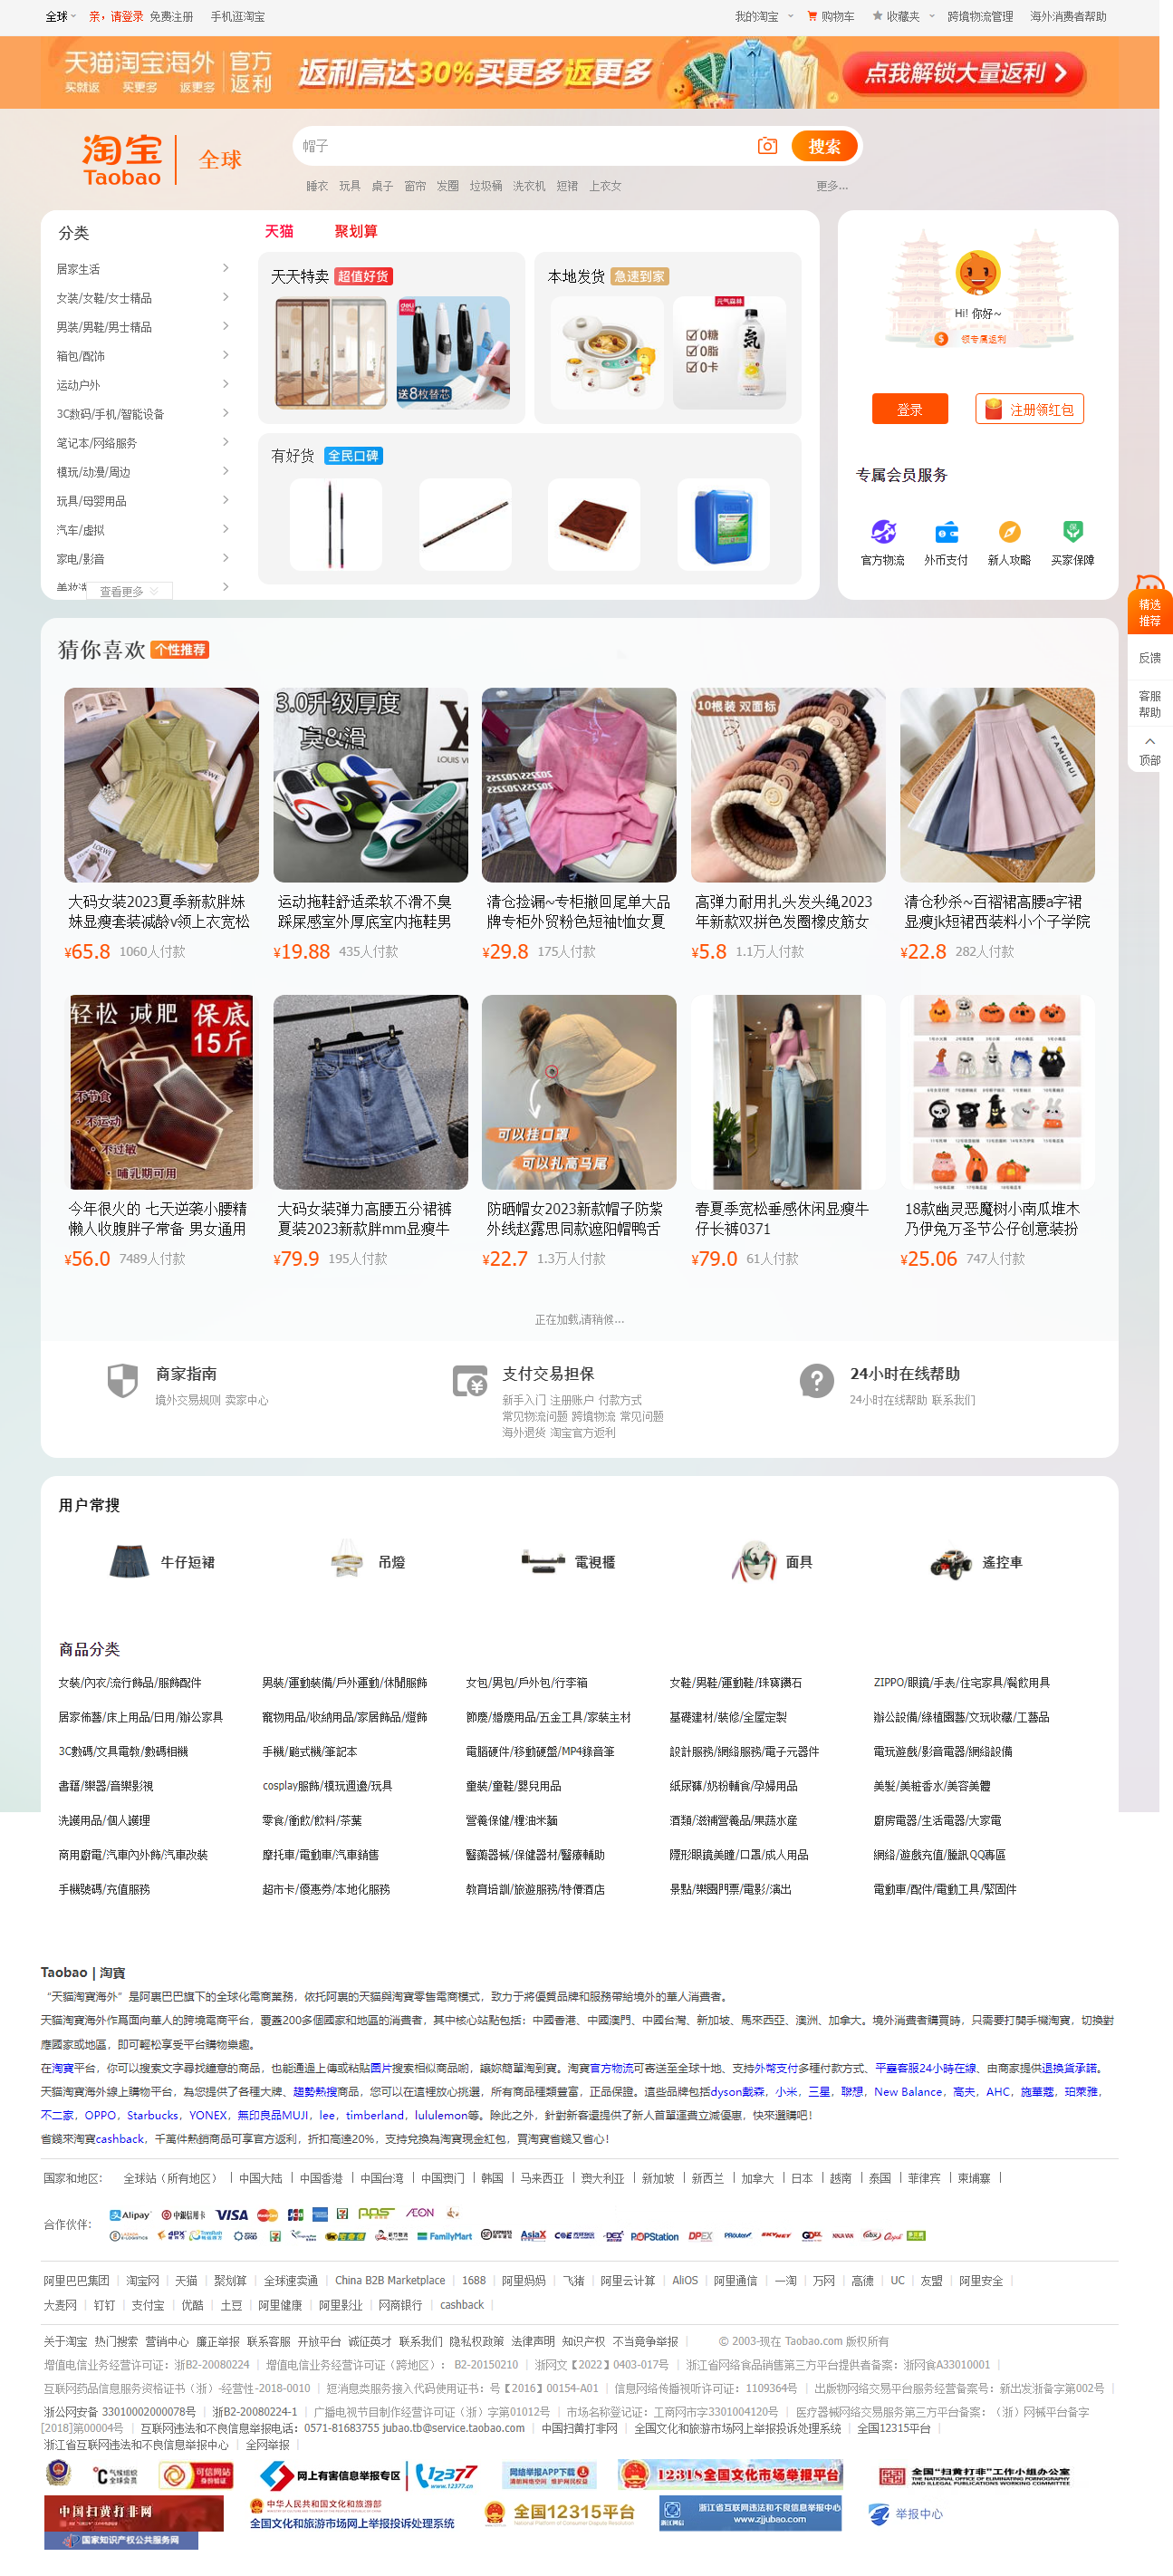 全球 亲，请登录 免费注册 手机逛淘宝 我的淘宝 购物车 收藏夹 跨境物流管理 海外消费者帮助
天猫淘宝海外 官方返利 返利高达30%买更多返更多 点我解锁大量返利
买就返 买更多 返更多
淘宝 全球
Taobao
帽子 搜索
睡衣 玩具 桌子 窗帘 发圈 垃圾桶 洗衣机 短裙 上衣女 更多...
分类 天猫 聚划算
居家生活
女装/女鞋/女士精品
男装/男鞋/男士精品
箱包/配饰
运动户外
3C数码/手机/智能设备
笔记本/网络服务
模玩/动漫/周边
玩具/母婴用品
汽车/虚拟
家电/影音
查看更多
天天特卖 超值好货
deli
送8枚替芯
本地发货 急速到家
元气森林
0糖
0脂
0卡
有好货 全民口碑
Hi! 你好~
领专属返利
登录 注册领红包
专属会员服务
官方物流 外币支付 新人攻略 买家保障
精选推荐
反馈
客服帮助
顶部
猜你喜欢 个性推荐
3.0升级厚度
臭&滑
LOUIS VUI
10根装 双面标
FAMURUI
大码女装2023夏季新款胖妹妹显瘦套装减龄v领上衣宽松
¥65.8 1060人付款
运动拖鞋舒适柔软不滑不臭踩屎感室外厚底室内拖鞋男
¥19.88 435人付款
清仓捡漏~专柜撤回尾单大品牌专柜外贸粉色短袖t恤女夏
¥29.8 175人付款
高弹力耐用扎头发头绳2023年新款双拼色发圈橡皮筋女
¥5.8 1.1万人付款
清仓秒杀~百褶裙高腰a字裙显瘦jk短裙西装料小个子学院
¥22.8 282人付款
轻松 减肥 保底15斤
不节食
不运动
不过敏
哺乳期可用
可以挂口罩
可以扎高马尾
今年很火的 七天逆袭小腰精懒人收腹胖子常备 男女通用
¥56.0 7489人付款
大码女装弹力高腰五分裙裤夏装2023新款胖mm显瘦牛
¥79.9 195人付款
防晒帽女2023新款帽子防紫外线赵露思同款遮阳帽鸭舌
¥22.7 1.3万人付款
春夏季宽松垂感休闲显瘦牛仔长裤0371
¥79.0 61人付款
18款幽灵恶魔树小南瓜堆木乃伊兔万圣节公仔创意装扮
¥25.06 747人付款
正在加载,请稍候...
商家指南
境外交易规则 卖家中心
支付交易担保
新手入门 注册账户 付款方式
常见物流问题 跨境物流 常见问题
海外退货 淘宝官方返利
24小时在线帮助
24小时在线帮助 联系我们
用户常搜
牛仔短裙 吊燈 電視櫃 面具 遙控車
商品分类
女裝/內衣/流行飾品/服飾配件 男裝/運動裝備/戶外運動/休閒服飾 女包/男包/戶外包/行李箱 女鞋/男鞋/運動鞋/珠寶鑽石 ZIPPO/眼鏡/手表/住宅家具/餐飲用具
居家佈藝/床上用品/日用/辦公家具 寵物用品/收納用品/家居飾品/燈飾 節慶/婚慶用品/五金工具/家裝主材 基礎建材/裝修/全屋定製 辦公設備/綠植園藝/文玩收藏/工藝品
3C數碼/文具電教/數碼相機 手機/遊戲機/筆記本 電腦硬件/移動硬盤/MP4錄音筆 設計服務/網絡服務/電子元器件 電玩遊戲/影音電器/網絡設備
書籍/樂器/音樂影視 cosplay服飾/模玩週邊/玩具 童裝/童鞋/嬰兒用品 紙尿褲/奶粉輔食/孕婦用品 美髮/美粧香水/美容美體
洗護用品/個人護理 零食/衝飲/飲料/茶葉 營養保健/糧油米麵 酒類/滋補營養品/果蔬水産 廚房電器/生活電器/大家電
商用廚電/汽車內外飾/汽車改裝 摩托車/電動車/汽車銷售 醫藥器械/保健器材/醫療輔助 隱形眼鏡美瞳/口罩/成人用品 網絡/遊戲充值/騰訊QQ專區
手機號碼/充值服務 超市卡/優惠券/本地化服務 教育培訓/旅遊服務/特價酒店 景點/樂園門票/電影/演出 電動車/配件/電動工具/緊固件
Taobao | 淘寶
“天猫淘寶海外”是阿裏巴巴旗下的全球化電商業務，依托阿裏的天貓與淘寶零售電商模式，致力于將優質品牌和服務帶給境外的華人消費者。
天猫淘寶海外作爲面向華人的跨境電商平台，覆蓋200多個國家和地區的消費者，其中核心站點包括：中國香港、中國澳門、中國台灣、新加坡、馬來西亞、澳洲、加拿大。境外消費者購買時，只需要打開手機淘寶，切換對
應國家或地區，即可輕松享受平台購物樂趣。
在淘寶平台，你可以搜索文字尋找鐘意的商品，也能通過上傳或粘貼圖片搜索相似商品喲，讓妳簡單淘到寶。淘寶官方物流可寄送至全球十地、支持外幣支付多種付款方式、平臺客服24小時在線、由商家提供退換貨承諾。
天猫淘寶海外線上購物平台，為您提供了各種大牌、趨勢熱搜商品，您可以在這裡放心挑選，所有商品種類豐富，正品保證。這些品牌包括dyson戴森，小米，三星，聯想，New Balance，高夫，AHC，施華蔻，珀萊雅，
不二家，OPPO，Starbucks，YONEX，無印良品MUJI，lee，timberland，lululemon等。除此之外，針對新客還提供了新人首單運費立減優惠，快來選購吧！
省錢來淘寶cashback，千萬件熱銷商品可享官方返利，折扣高達20%，支持兌換為淘寶現金紅包，買淘寶省錢又省心！
国家和地区： 全球站（所有地区） 中国大陆 中国香港 中国台湾 中国澳门 韩国 马来西亚 澳大利亚 新加坡 新西兰 加拿大 日本 越南 泰国 菲律宾 柬埔寨
合作伙伴： Alipay 中国银联信用卡 VISA AEON
AsiaX FamilyMart POPStation DPEX SKYNET
阿里巴巴集团 淘宝网 天猫 聚划算 全球速卖通 China B2B Marketplace 1688 阿里妈妈 飞猪 阿里云计算 AliOS 阿里通信 一淘 万网 高德 UC 友盟 阿里安全
大麦网 钉钉 支付宝 优酷 土豆 阿里健康 阿里影业 网商银行 cashback
关于淘宝 热门搜索 营销中心 廉正举报 联系客服 开放平台 诚征英才 联系我们 隐私权政策 法律声明 知识产权 不当竞争举报 © 2003-现在 Taobao.com 版权所有
增值电信业务经营许可证：浙B2-20080224 增值电信业务经营许可证（跨地区）： B2-20150210 浙网文【2022】0403-017号 浙江省网络食品销售第三方平台提供者备案：浙网食A33010001
互联网药品信息服务资格证书（浙）-经营性-2018-0010 短消息类服务接入代码使用证书：号【2016】00154-A01 信息网络传播视听许可证：1109364号 出版物网络交易平台服务经营备案号：新出发浙备字第002号
浙公网安备 33010002000078号 浙B2-20080224-1 广播电视节目制作经营许可证（浙）字第01012号 市场名称登记证：工商网市字3301004120号 医疗器械网络交易服务第三方平台备案：（浙）网械平台备字
[2018]第00004号 互联网违法和不良信息举报电话：0571-81683755 jubao.tb@service.taobao.com 中国扫黄打非网 全国文化和旅游市场网上举报投诉处理系统 全国12315平台
浙江省互联网违法和不良信息举报中心 全网举报
气候组织全球会员 可信网站身份验证 网上有害信息举报专区 12377 www.12377.cn 网络举报APP下载 12318全国文化市场举报平台 全国“扫黄打非”工作小组办公室
中国扫黄打非网 中华人民共和国文化和旅游部 全国文化和旅游市场网上举报投诉处理系统 全国12315平台 浙江省互联网违法和不良信息举报中心 www.zjjubao.com 举报中心
国家知识产权公共服务网